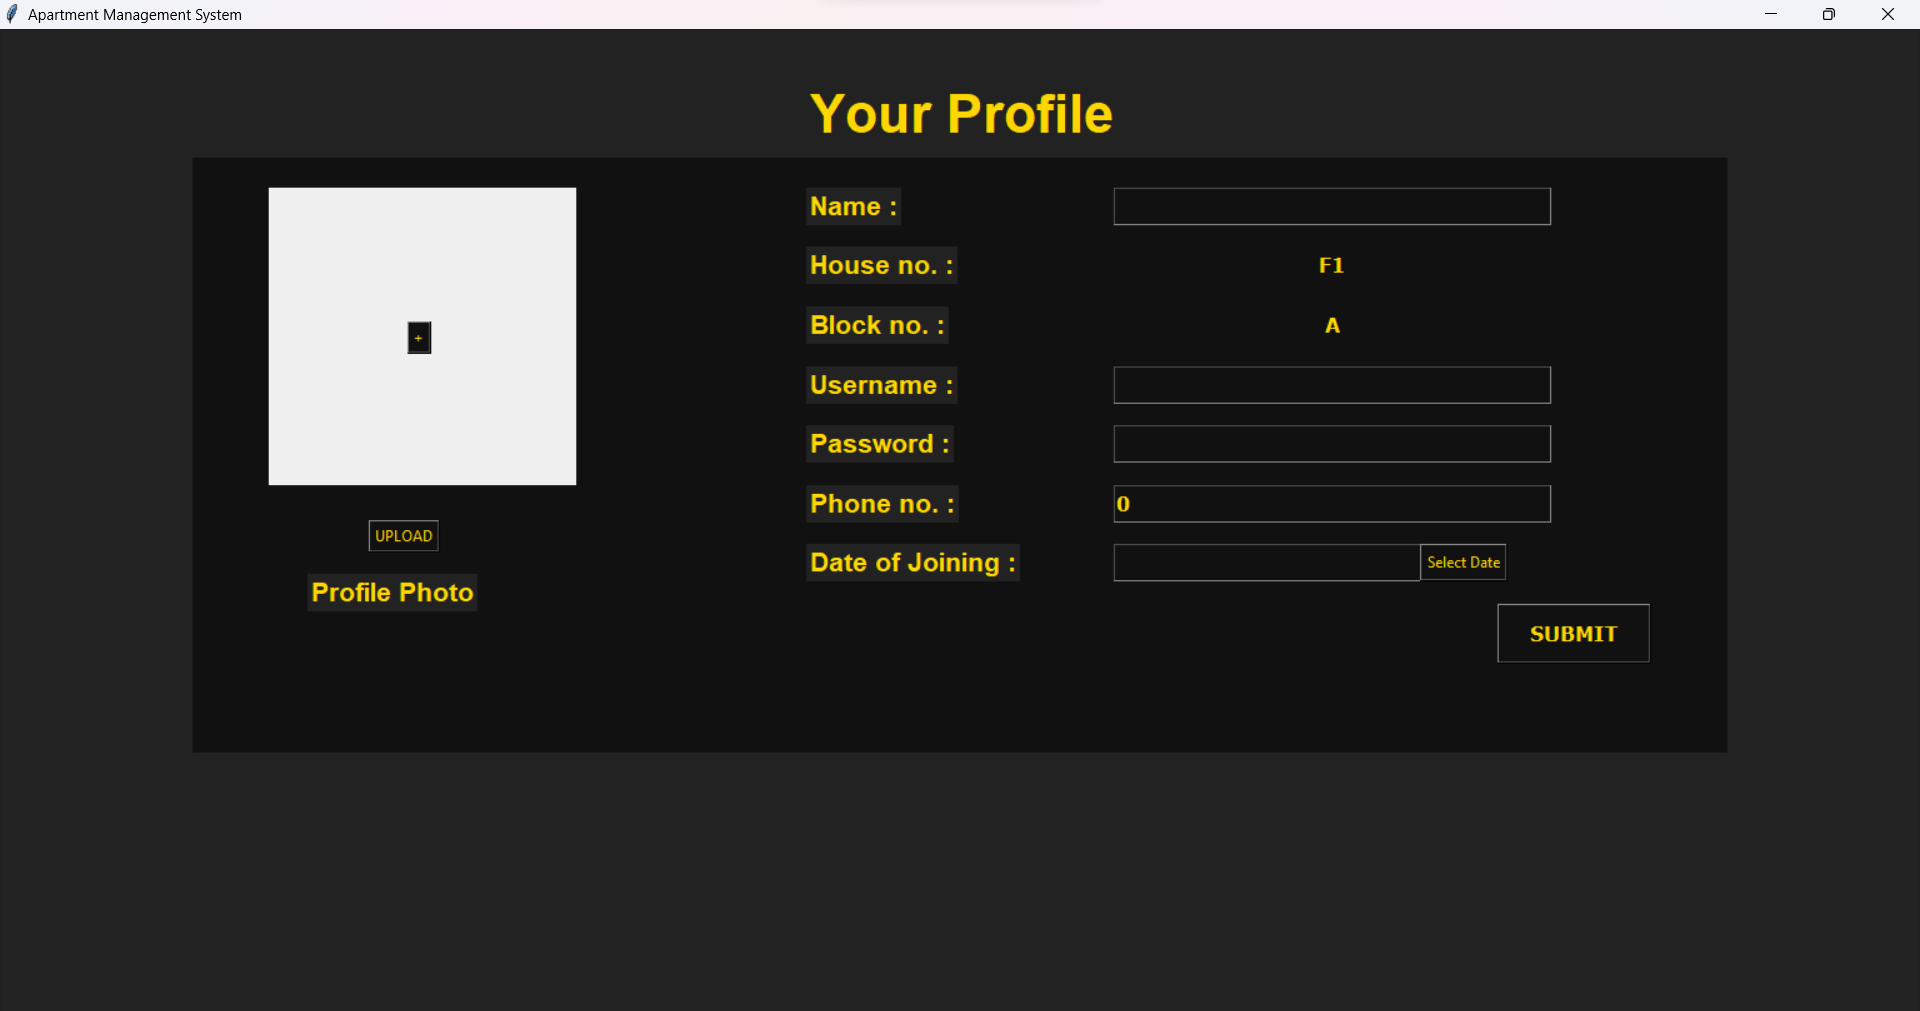 Apartment Management System
Your Profile
+
UPLOAD
Profile Photo
Name :
House no. : F1
Block no. : A
Username :
Password :
Phone no. : 0
Date of Joining : Select Date
SUBMIT